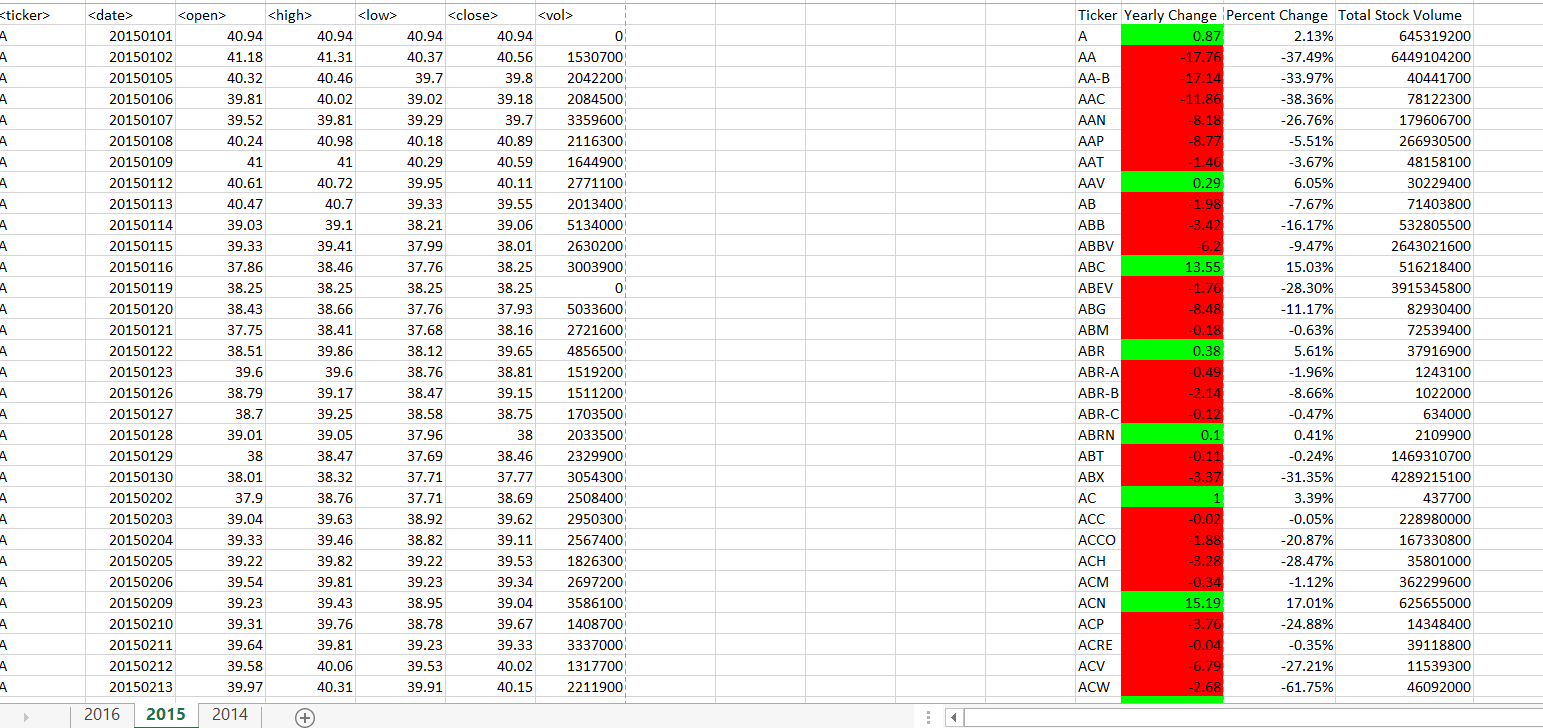 <ticker> <date> <open> <high> <low> <close> <vol> Ticker Yearly Change Percent Change Total Stock Volume
A 20150101 40.94 40.94 40.94 40.94 0 A 0.87 2.13% 645319200
A 20150102 41.18 41.31 40.37 40.56 1530700 AA -17.76 -37.49% 6449104200
A 20150105 40.32 40.46 39.7 39.8 2042200 AA-B -17.14 -33.97% 40441700
A 20150106 39.81 40.02 39.02 39.18 2084500 AAC -11.86 -38.36% 78122300
A 20150107 39.52 39.81 39.29 39.7 3359600 AAN -8.18 -26.76% 179606700
A 20150108 40.24 40.98 40.18 40.89 2116300 AAP -8.77 -5.51% 266930500
A 20150109 41 41 40.29 40.59 1644900 AAT -1.46 -3.67% 48158100
A 20150112 40.61 40.72 39.95 40.11 2771100 AAV 0.29 6.05% 30229400
A 20150113 40.47 40.7 39.33 39.55 2013400 AB -1.98 -7.67% 71403800
A 20150114 39.03 39.1 38.21 39.06 5134000 ABB -3.42 -16.17% 532805500
A 20150115 39.33 39.41 37.99 38.01 2630200 ABBV -6.2 -9.47% 2643021600
A 20150116 37.86 38.46 37.76 38.25 3003900 ABC 13.55 15.03% 516218400
A 20150119 38.25 38.25 38.25 38.25 0 ABEV -1.76 -28.30% 3915345800
A 20150120 38.43 38.66 37.76 37.93 5033600 ABG -8.48 -11.17% 82930400
A 20150121 37.75 38.41 37.68 38.16 2721600 ABM -0.18 -0.63% 72539400
A 20150122 38.51 39.86 38.12 39.65 4856500 ABR 0.38 5.61% 37916900
A 20150123 39.6 39.6 38.76 38.81 1519200 ABR-A -0.49 -1.96% 1243100
A 20150126 38.79 39.17 38.47 39.15 1511200 ABR-B -2.14 -8.66% 1022000
A 20150127 38.7 39.25 38.58 38.75 1703500 ABR-C -0.12 -0.47% 634000
A 20150128 39.01 39.05 37.96 38 2033500 ABRN 0.1 0.41% 2109900
A 20150129 38 38.47 37.69 38.46 2329900 ABT -0.11 -0.24% 1469310700
A 20150130 38.01 38.32 37.71 37.77 3054300 ABX -3.37 -31.35% 4289215100
A 20150202 37.9 38.76 37.71 38.69 2508400 AC 1 3.39% 437700
A 20150203 39.04 39.63 38.92 39.62 2950300 ACC -0.02 -0.05% 228980000
A 20150204 39.33 39.46 38.82 39.11 2567400 ACCO -1.88 -20.87% 167330800
A 20150205 39.22 39.82 39.22 39.53 1826300 ACH -3.28 -28.47% 35801000
A 20150206 39.54 39.81 39.23 39.34 2697200 ACM -0.34 -1.12% 362299600
A 20150209 39.23 39.43 38.95 39.04 3586100 ACN 15.19 17.01% 625655000
A 20150210 39.31 39.76 38.78 39.67 1408700 ACP -3.76 -24.88% 14348400
A 20150211 39.64 39.81 39.23 39.33 3337000 ACRE -0.04 -0.35% 39118800
A 20150212 39.58 40.06 39.53 40.02 1317700 ACV -6.79 -27.21% 11539300
A 20150213 39.97 40.31 39.91 40.15 2211900 ACW -2.68 -61.75% 46092000
2016 2015 2014